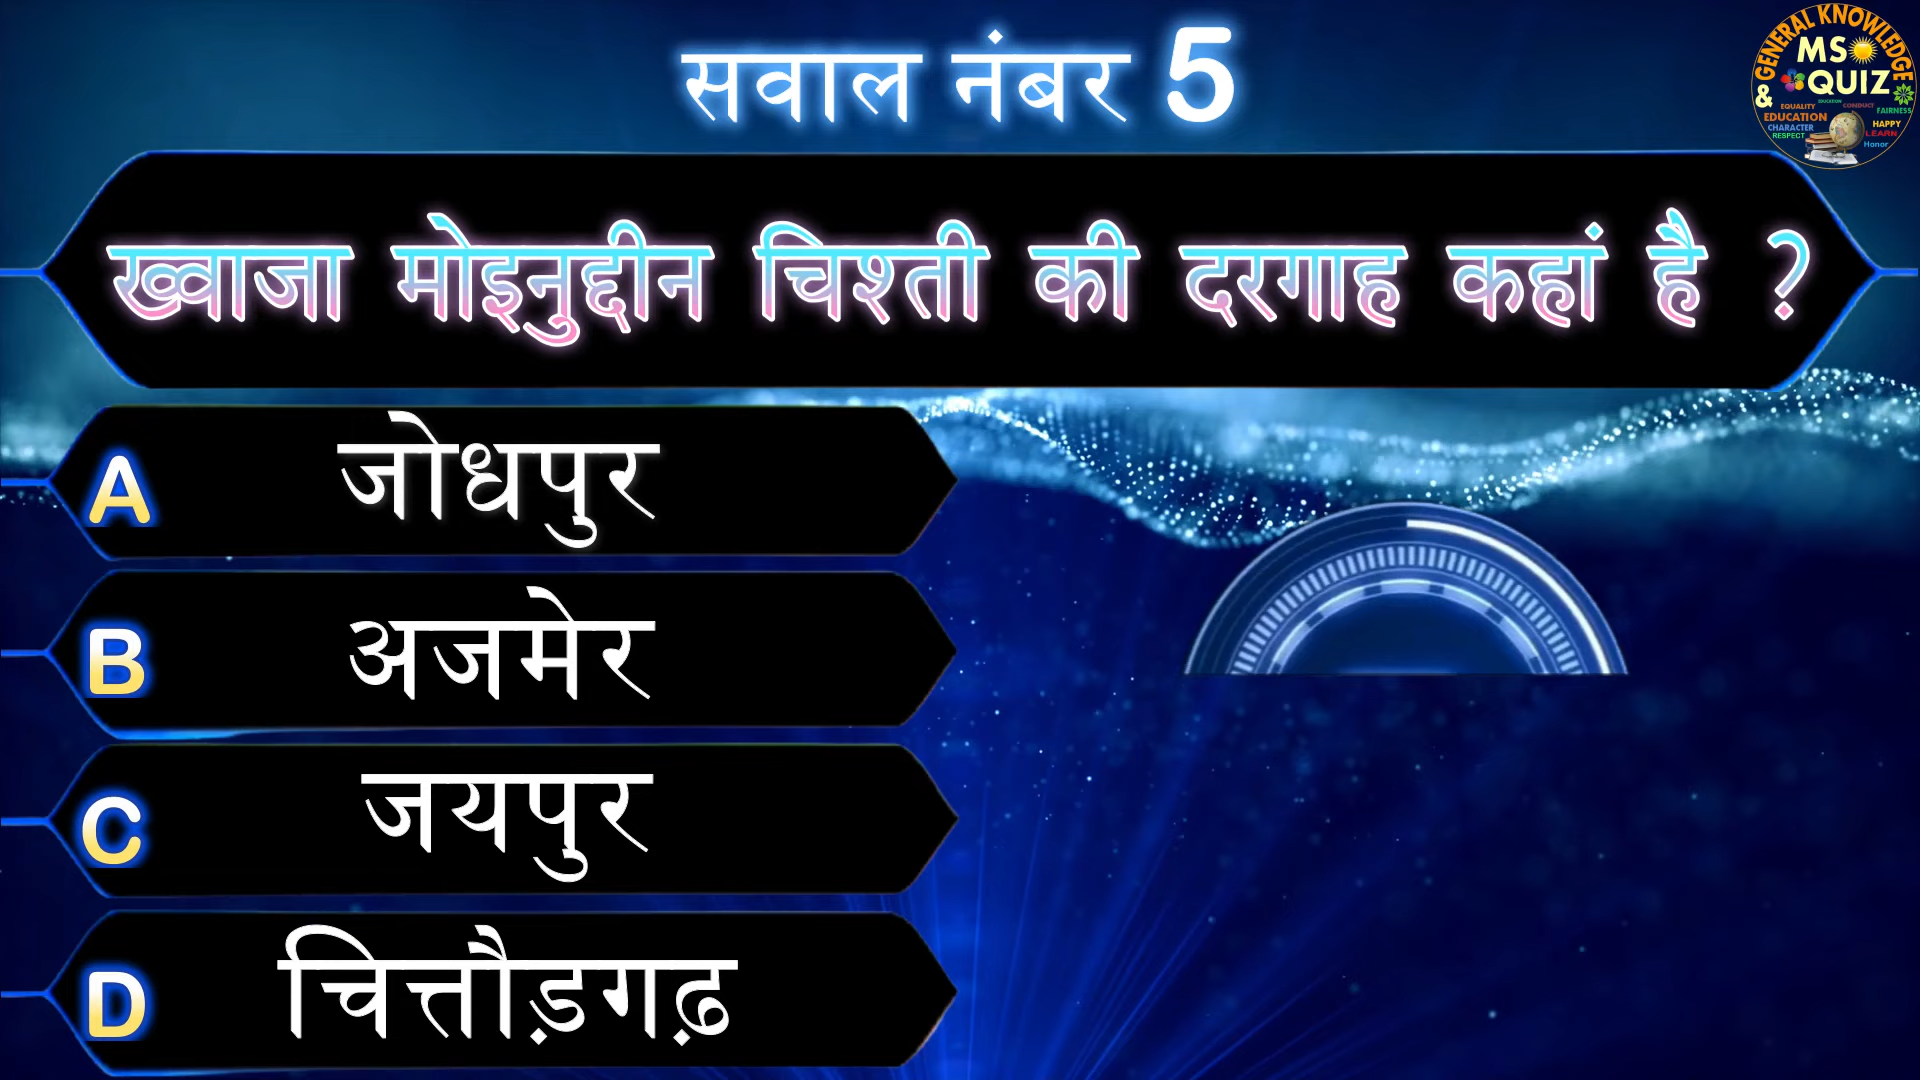 सवाल नंबर 5
GENERAL KNOWLEDGE
& MS QUIZ
EQUALITY EDUCATION CONDUCT FAIRNESS
EDUCATION
CHARACTER HAPPY
RESPECT LEARN
Honor
ख्वाजा मोइनुद्दीन चिश्ती की दरगाह कहां है ?
A जोधपुर
B अजमेर
C जयपुर
D चित्तौड़गढ़